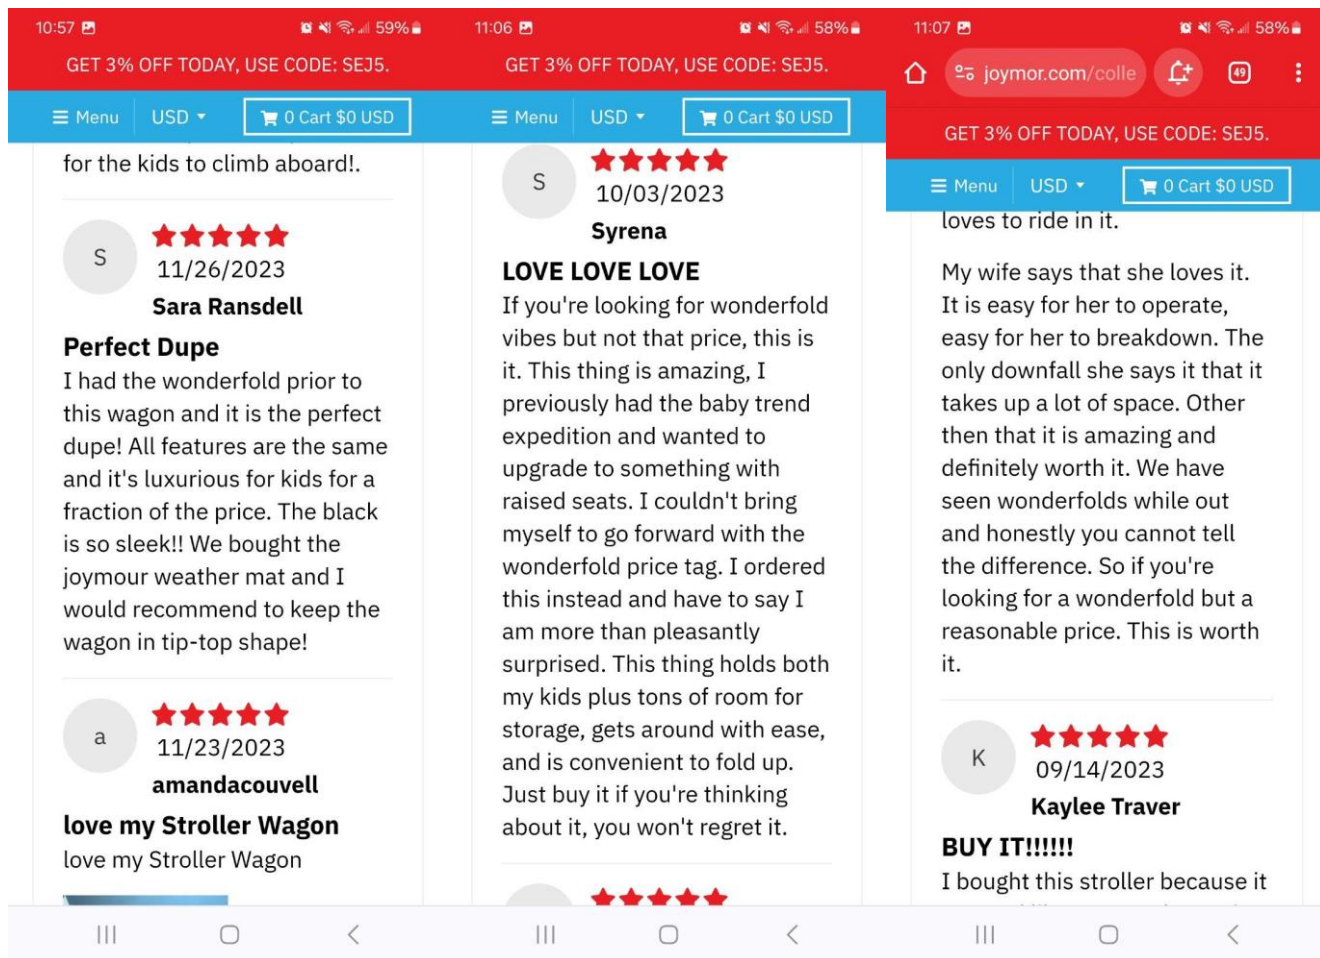 10:57
59%
GET 3% OFF TODAY, USE CODE: SEJ5.
Menu USD 0 Cart $0 USD
for the kids to climb aboard!.
S
11/26/2023
Sara Ransdell
Perfect Dupe
I had the wonderfold prior to
this wagon and it is the perfect
dupe! All features are the same
and it's luxurious for kids for a
fraction of the price. The black
is so sleek!! We bought the
joymour weather mat and I
would recommend to keep the
wagon in tip-top shape!
a
11/23/2023
amandacouvell
love my Stroller Wagon
love my Stroller Wagon
11:06
58%
GET 3% OFF TODAY, USE CODE: SEJ5.
Menu USD 0 Cart $0 USD
S
10/03/2023
Syrena
LOVE LOVE LOVE
If you're looking for wonderfold
vibes but not that price, this is
it. This thing is amazing, I
previously had the baby trend
expedition and wanted to
upgrade to something with
raised seats. I couldn't bring
myself to go forward with the
wonderfold price tag. I ordered
this instead and have to say I
am more than pleasantly
surprised. This thing holds both
my kids plus tons of room for
storage, gets around with ease,
and is convenient to fold up.
Just buy it if you're thinking
about it, you won't regret it.
11:07
58%
joymor.com/colle
49
GET 3% OFF TODAY, USE CODE: SEJ5.
Menu USD 0 Cart $0 USD
loves to ride in it.
My wife says that she loves it.
It is easy for her to operate,
easy for her to breakdown. The
only downfall she says it that it
takes up a lot of space. Other
then that it is amazing and
definitely worth it. We have
seen wonderfolds while out
and honestly you cannot tell
the difference. So if you're
looking for a wonderfold but a
reasonable price. This is worth
it.
K
09/14/2023
Kaylee Traver
BUY IT!!!!!!
I bought this stroller because it